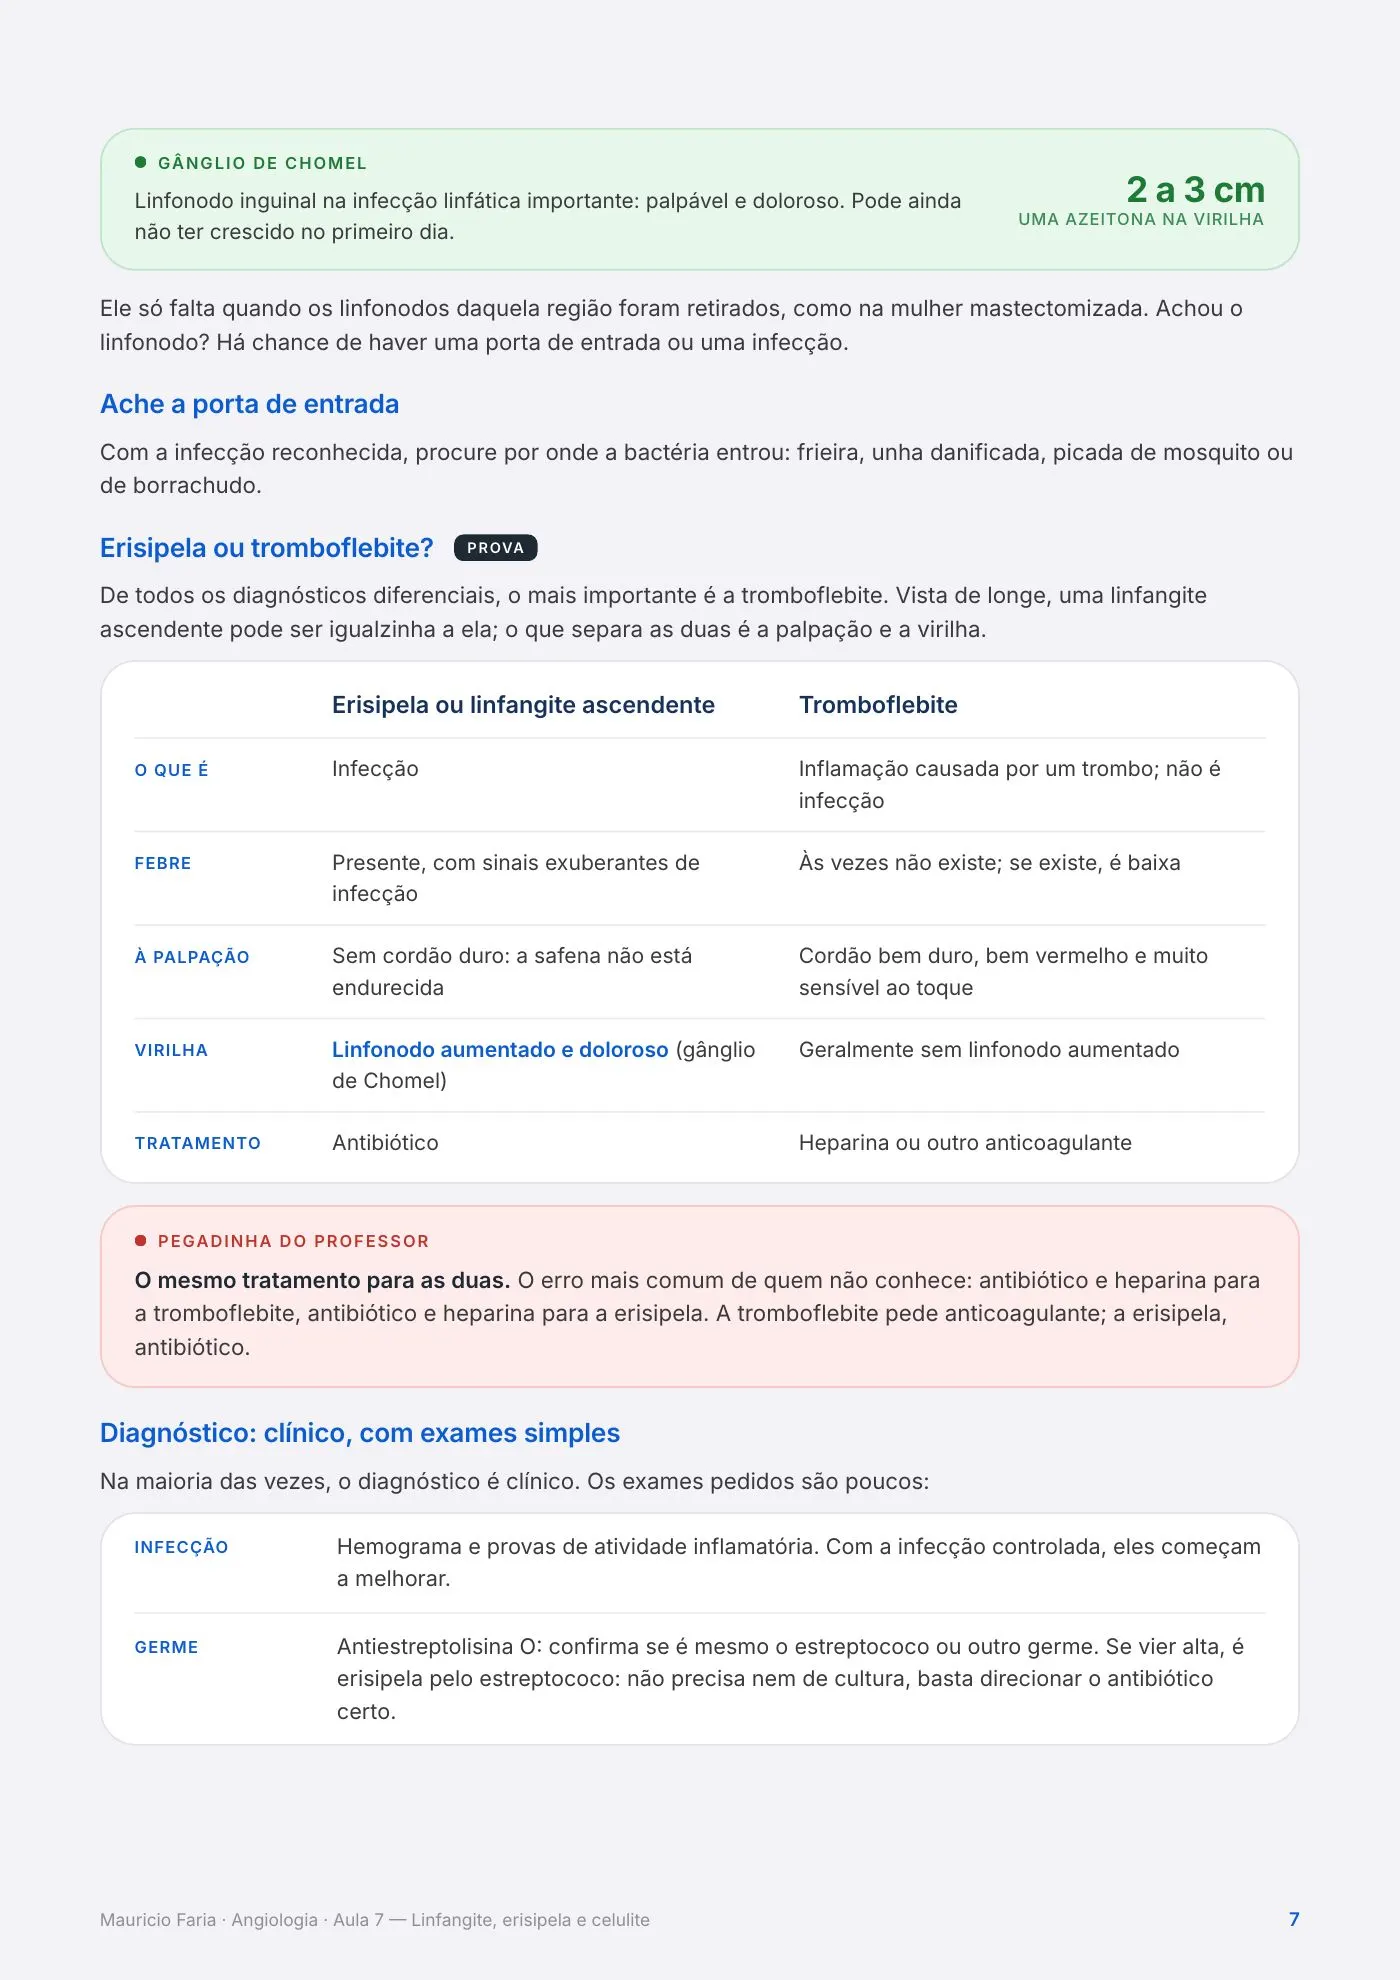 GÂNGLIO DE CHOMEL
Linfonodo inguinal na infecção linfática importante: palpável e doloroso. Pode ainda
não ter crescido no primeiro dia.
2 a 3 cm
UMA AZEITONA NA VIRILHA
Ele só falta quando os linfonodos daquela região foram retirados, como na mulher mastectomizada. Achou o
linfonodo? Há chance de haver uma porta de entrada ou uma infecção.
Ache a porta de entrada
Com a infecção reconhecida, procure por onde a bactéria entrou: frieira, unha danificada, picada de mosquito ou
de borrachudo.
Erisipela ou tromboflebite? PROVA
De todos os diagnósticos diferenciais, o mais importante é a tromboflebite. Vista de longe, uma linfangite
ascendente pode ser igualzinha a ela; o que separa as duas é a palpação e a virilha.
Erisipela ou linfangite ascendente Tromboflebite
O QUE É Infecção Inflamação causada por um trombo; não é
infecção
FEBRE Presente, com sinais exuberantes de Às vezes não existe; se existe, é baixa
infecção
À PALPAÇÃO Sem cordão duro: a safena não está Cordão bem duro, bem vermelho e muito
endurecida sensível ao toque
VIRILHA Linfonodo aumentado e doloroso (gânglio Geralmente sem linfonodo aumentado
de Chomel)
TRATAMENTO Antibiótico Heparina ou outro anticoagulante
PEGADINHA DO PROFESSOR
O mesmo tratamento para as duas. O erro mais comum de quem não conhece: antibiótico e heparina para
a tromboflebite, antibiótico e heparina para a erisipela. A tromboflebite pede anticoagulante; a erisipela,
antibiótico.
Diagnóstico: clínico, com exames simples
Na maioria das vezes, o diagnóstico é clínico. Os exames pedidos são poucos:
INFECÇÃO Hemograma e provas de atividade inflamatória. Com a infecção controlada, eles começam
a melhorar.
GERME Antiestreptolisina O: confirma se é mesmo o estreptococo ou outro germe. Se vier alta, é
erisipela pelo estreptococo: não precisa nem de cultura, basta direcionar o antibiótico
certo.
Mauricio Faria · Angiologia · Aula 7 — Linfangite, erisipela e celulite 7